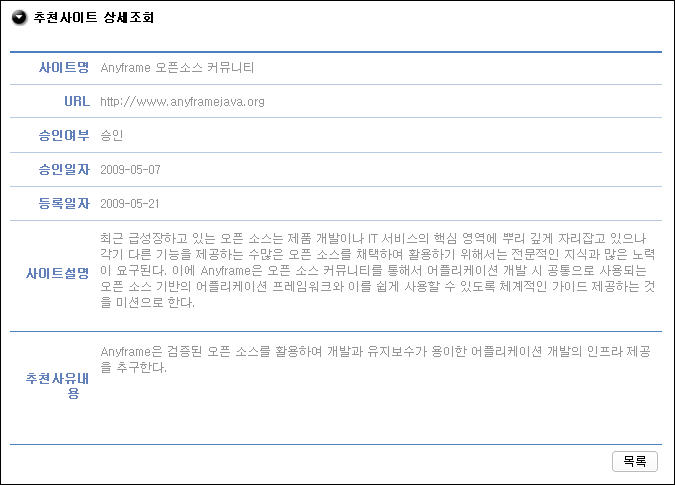 추천사이트 상세조회
사이트명 Anyframe 오픈소스 커뮤니티
URL http://www.anyframejava.org
승인여부 승인
승인일자 2009-05-07
등록일자 2009-05-21
사이트설명
최근 급성장하고 있는 오픈 소스는 제품 개발이나 IT 서비스의 핵심 영역에 뿌리 깊게 자리잡고 있으나
각기 다른 기능을 제공하는 수많은 오픈 소스를 채택하여 활용하기 위해서는 전문적인 지식과 많은 노력
이 요구된다. 이에 Anyframe은 오픈 소스 커뮤니티를 통해서 어플리케이션 개발 시 공통으로 사용되는
오픈 소스 기반의 어플리케이션 프레임워크와 이를 쉽게 사용할 수 있도록 체계적인 가이드 제공하는 것
을 미션으로 한다.
추천사유내
용
Anyframe은 검증된 오픈 소스를 활용하여 개발과 유지보수가 용이한 어플리케이션 개발의 인프라 제공
을 추구한다.
목록